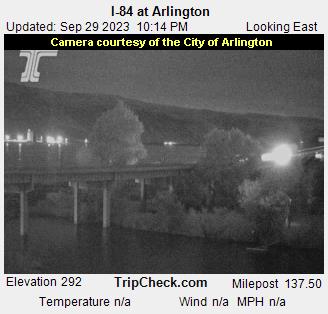 I-84 at Arlington
Updated: Sep 29 2023 10:14 PM Looking East
Camera courtesy of the City of Arlington
Elevation 292 TripCheck.com Milepost 137.50
Temperature n/a Wind n/a MPH n/a